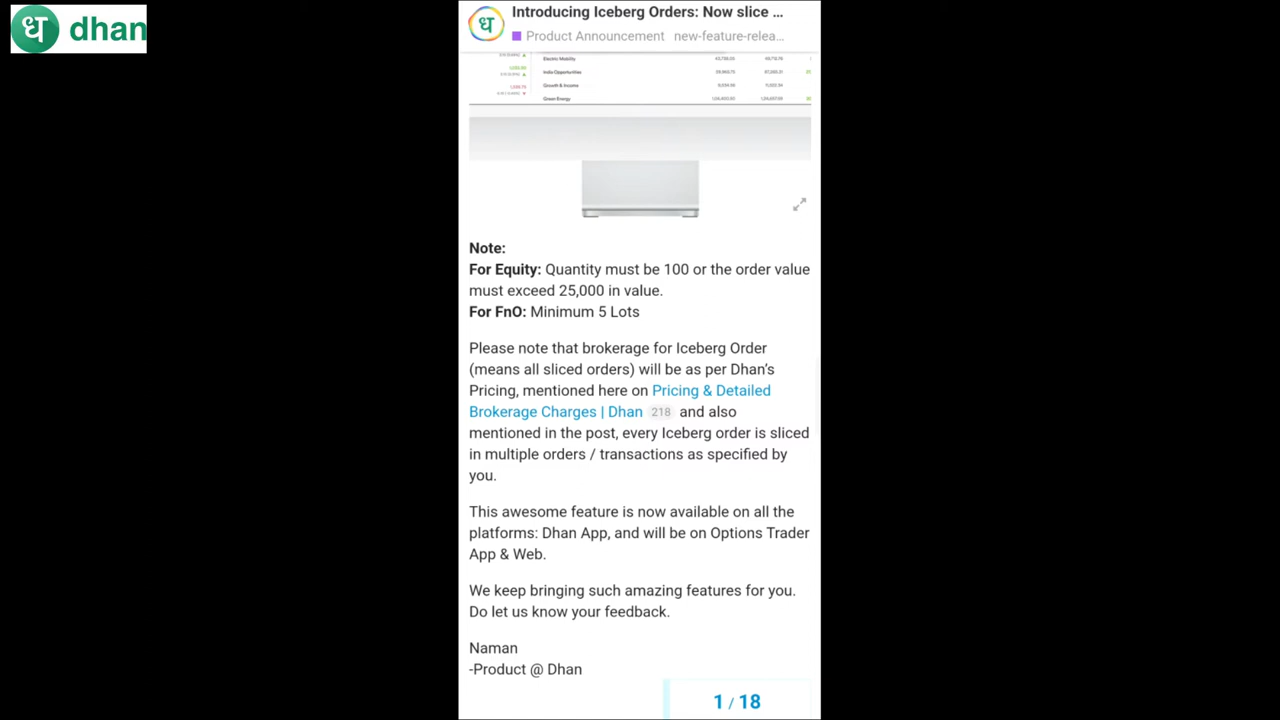 ध dhan
ध
Introducing Iceberg Orders: Now slice ...
Product Announcement new-feature-relea...
Electric Mobility
India Opportunities
Growth & Income
Green Energy
Note:
For Equity: Quantity must be 100 or the order value
must exceed 25,000 in value.
For FnO: Minimum 5 Lots
Please note that brokerage for Iceberg Order
(means all sliced orders) will be as per Dhan's
Pricing, mentioned here on Pricing & Detailed
Brokerage Charges | Dhan 218 and also
mentioned in the post, every Iceberg order is sliced
in multiple orders / transactions as specified by
you.
This awesome feature is now available on all the
platforms: Dhan App, and will be on Options Trader
App & Web.
We keep bringing such amazing features for you.
Do let us know your feedback.
Naman
-Product @ Dhan
1 / 18